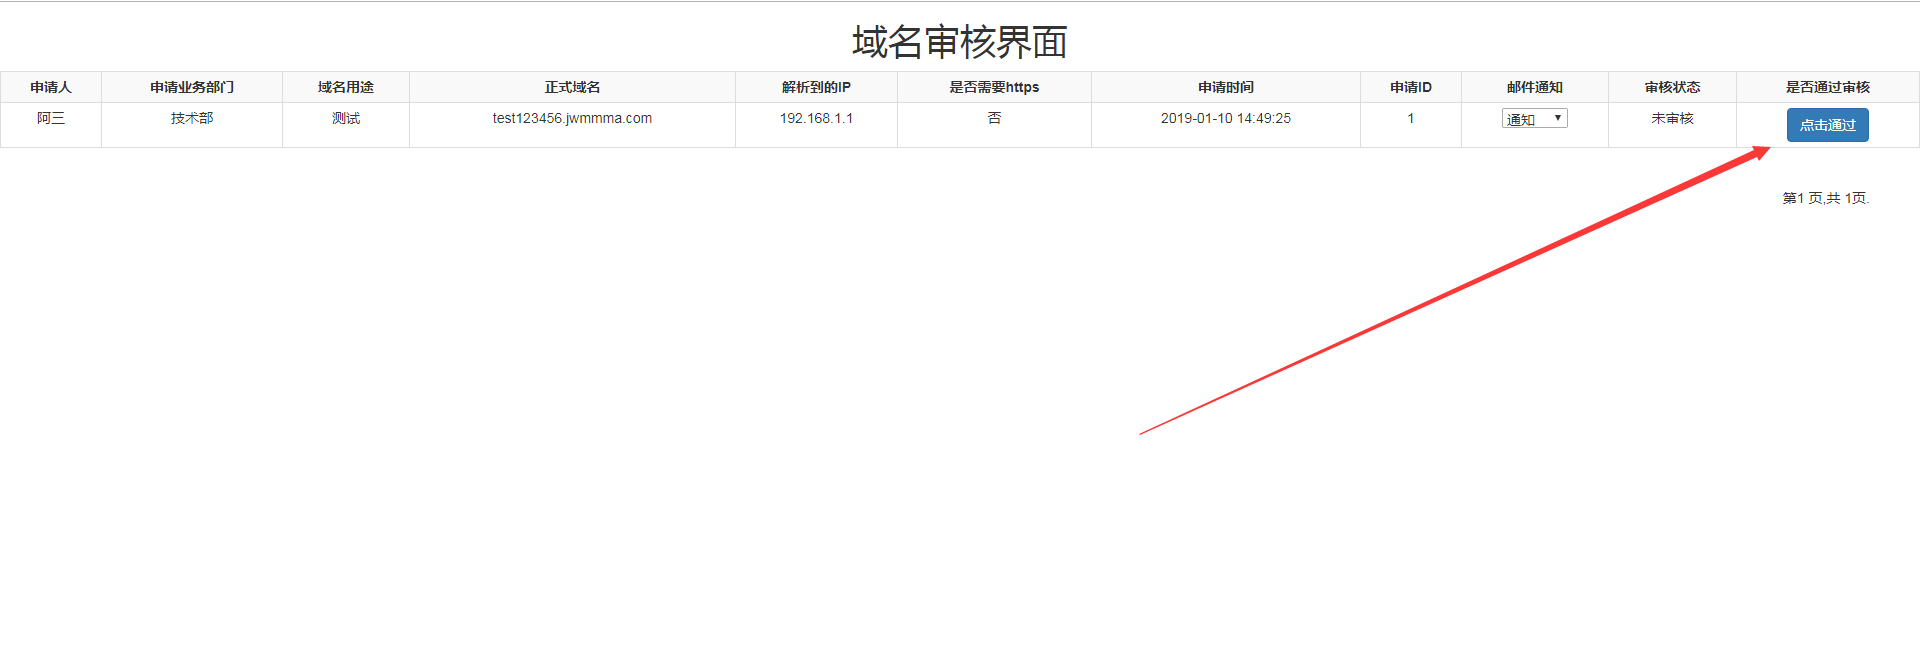 域名审核界面
申请人 申请业务部门 域名用途 正式域名 解析到的IP 是否需要https 申请时间 申请ID 邮件通知 审核状态 是否通过审核
阿三 技术部 测试 test123456.jwmmma.com 192.168.1.1 否 2019-01-10 14:49:25 1 通知 未审核 点击通过
第1 页,共 1页.